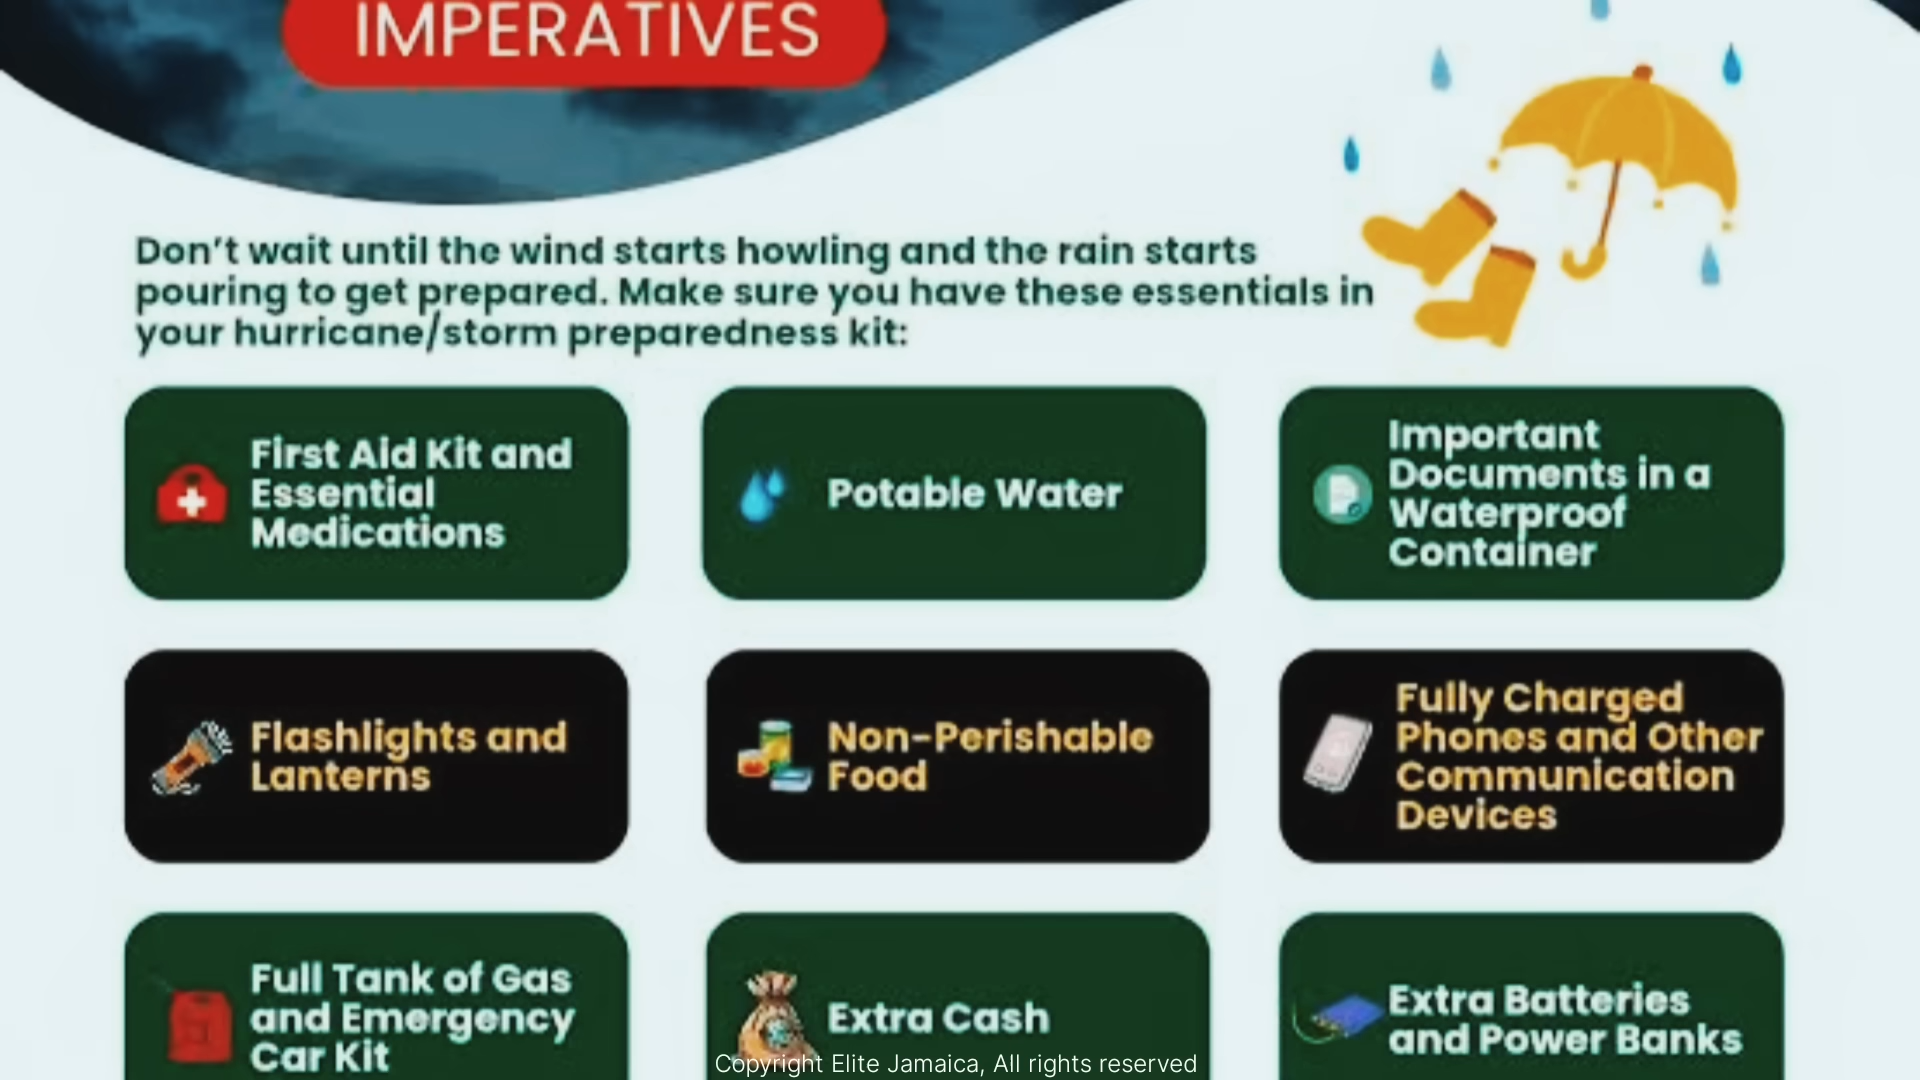 IMPERATIVES
Don’t wait until the wind starts howling and the rain starts
pouring to get prepared. Make sure you have these essentials in
your hurricane/storm preparedness kit:
First Aid Kit and
Essential
Medications
Potable Water
Important
Documents in a
Waterproof
Container
Flashlights and
Lanterns
Non-Perishable
Food
Fully Charged
Phones and Other
Communication
Devices
Full Tank of Gas
and Emergency
Car Kit
Extra Cash
Extra Batteries
and Power Banks
Copyright Elite Jamaica, All rights reserved